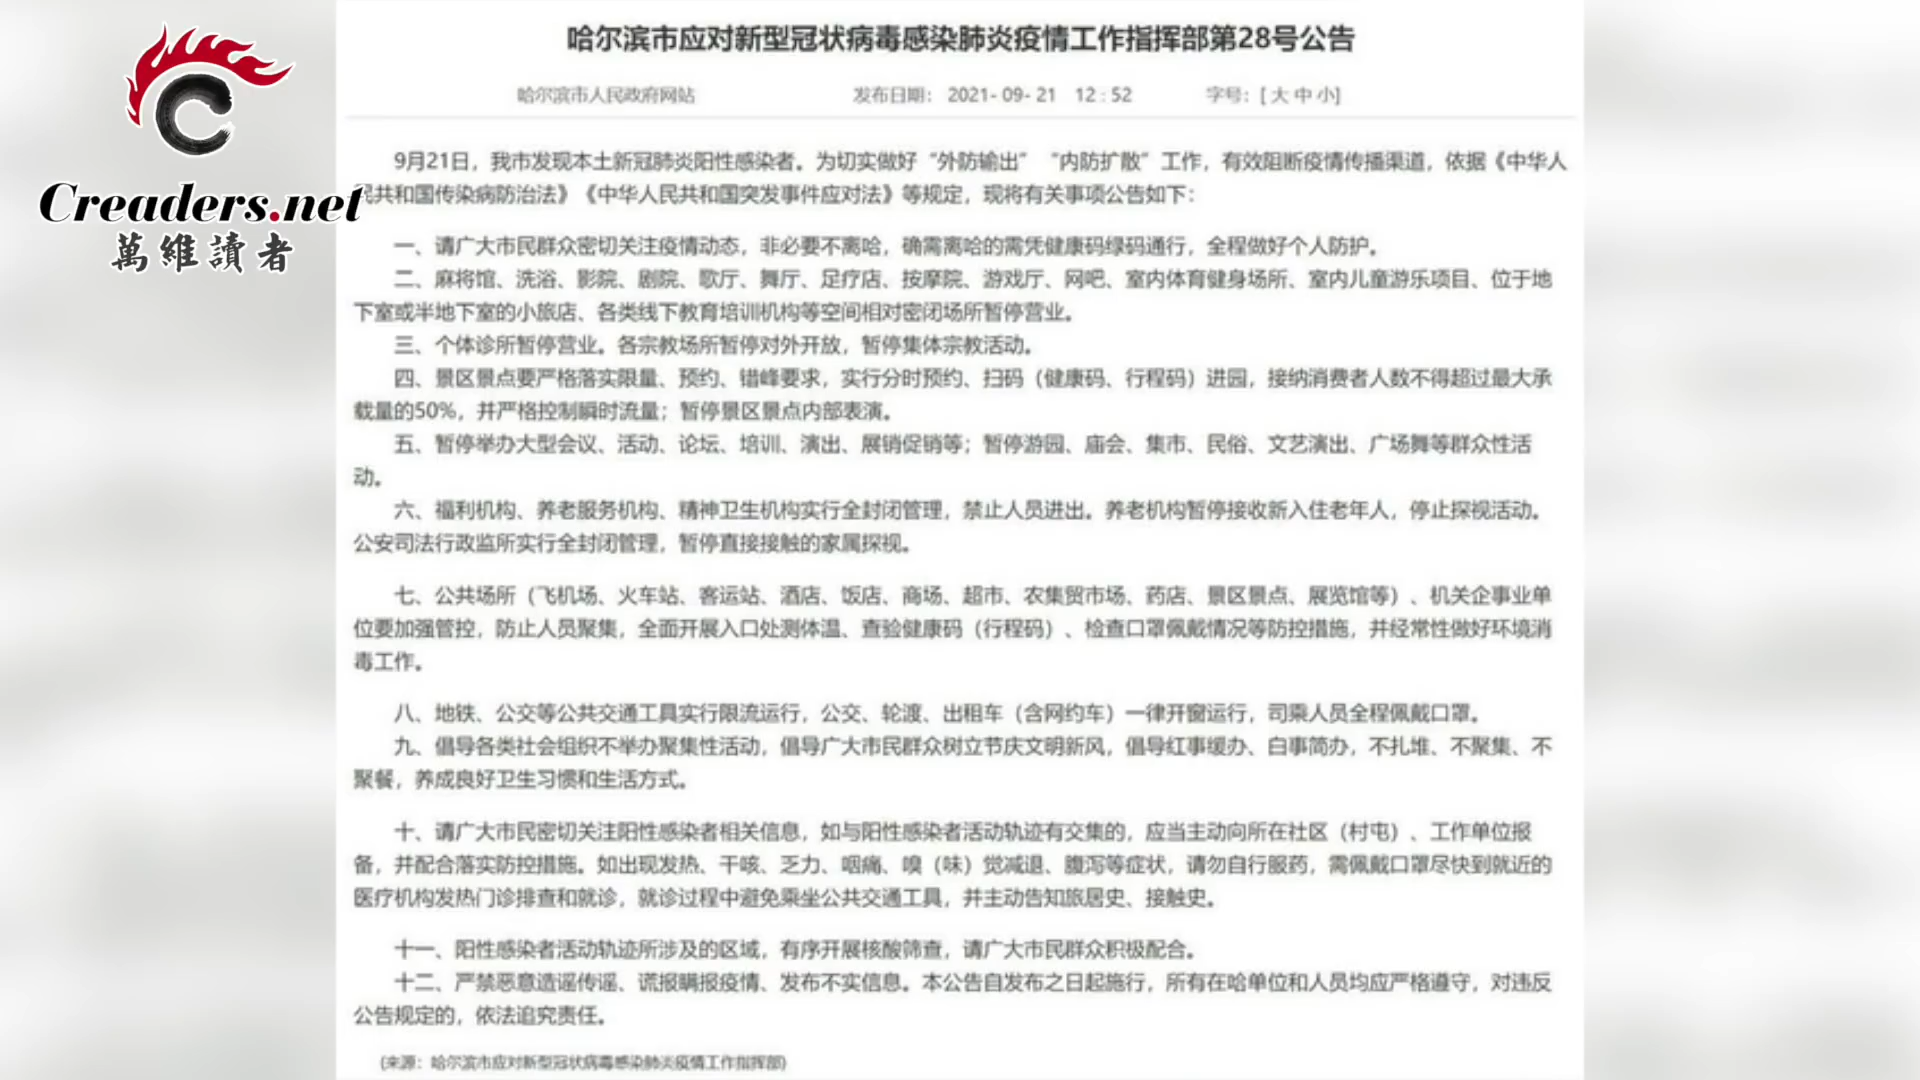 哈尔滨市应对新型冠状病毒感染肺炎疫情工作指挥部第28号公告
哈尔滨市人民政府网站 发布日期： 2021-09-21 12:52 字号：[大 中 小]
Creaders.net
萬維讀者
9月21日，我市发现本土新冠肺炎阳性感染者。为切实做好“外防输出”“内防扩散”工作，有效阻断疫情传播渠道，依据《中华人
民共和国传染病防治法》《中华人民共和国突发事件应对法》等规定，现将有关事项公告如下：
一、请广大市民群众密切关注疫情动态，非必要不离哈，确需离哈的需凭健康码绿码通行，全程做好个人防护。
二、麻将馆、洗浴、影院、剧院、歌厅、舞厅、足疗店、按摩院、游戏厅、网吧、室内体育健身场所、室内儿童游乐项目、位于地
下室或半地下室的小旅店、各类线下教育培训机构等空间相对密闭场所暂停营业。
三、个体诊所暂停营业。各宗教场所暂停对外开放，暂停集体宗教活动。
四、景区景点要严格落实限量、预约、错峰要求，实行分时预约、扫码（健康码、行程码）进园，接纳消费者人数不得超过最大承
载量的50%，并严格控制瞬时流量；暂停景区景点内部表演。
五、暂停举办大型会议、活动、论坛、培训、演出、展销促销等；暂停游园、庙会、集市、民俗、文艺演出、广场舞等群众性活
动。
六、福利机构、养老服务机构、精神卫生机构实行全封闭管理，禁止人员进出。养老机构暂停接收新入住老年人，停止探视活动。
公安司法行政监所实行全封闭管理，暂停直接接触的家属探视。
七、公共场所（飞机场、火车站、客运站、酒店、饭店、商场、超市、农集贸市场、药店、景区景点、展览馆等）、机关企事业单
位要加强管控，防止人员聚集，全面开展入口处测体温、查验健康码（行程码）、检查口罩佩戴情况等防控措施，并经常性做好环境消
毒工作。
八、地铁、公交等公共交通工具实行限流运行，公交、轮渡、出租车（含网约车）一律开窗运行，司乘人员全程佩戴口罩。
九、倡导各类社会组织不举办聚集性活动，倡导广大市民群众树立节庆文明新风，倡导红事缓办、白事简办，不扎堆、不聚集、不
聚餐，养成良好卫生习惯和生活方式。
十、请广大市民密切关注阳性感染者相关信息，如与阳性感染者活动轨迹有交集的，应当主动向所在社区（村屯）、工作单位报
备，并配合落实防控措施。如出现发热、干咳、乏力、咽痛、嗅（味）觉减退、腹泻等症状，请勿自行服药，需佩戴口罩尽快到就近的
医疗机构发热门诊排查和就诊，就诊过程中避免乘坐公共交通工具，并主动告知旅居史、接触史。
十一、阳性感染者活动轨迹所涉及的区域，有序开展核酸筛查，请广大市民群众积极配合。
十二、严禁恶意造谣传谣、谎报瞒报疫情、发布不实信息。本公告自发布之日起施行，所有在哈单位和人员均应严格遵守，对违反
公告规定的，依法追究责任。
（来源：哈尔滨市应对新型冠状病毒感染肺炎疫情工作指挥部）